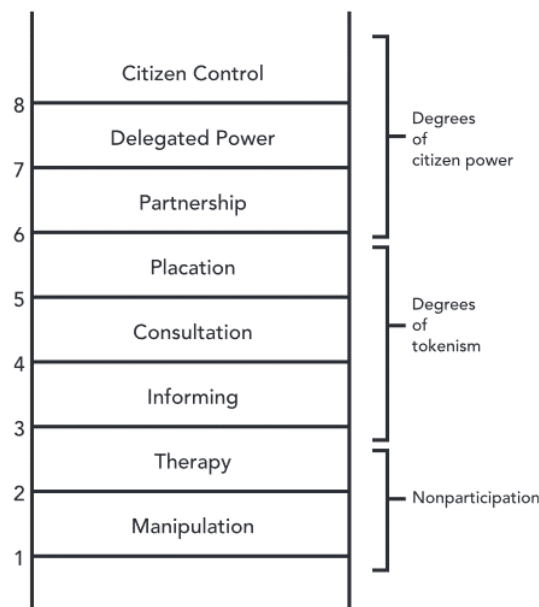 Citizen Control
8
Delegated Power
7
Partnership
6
Placation
5
Consultation
4
Informing
3
Therapy
2
Manipulation
1
Degrees
of
citizen power
Degrees
of
tokenism
Nonparticipation